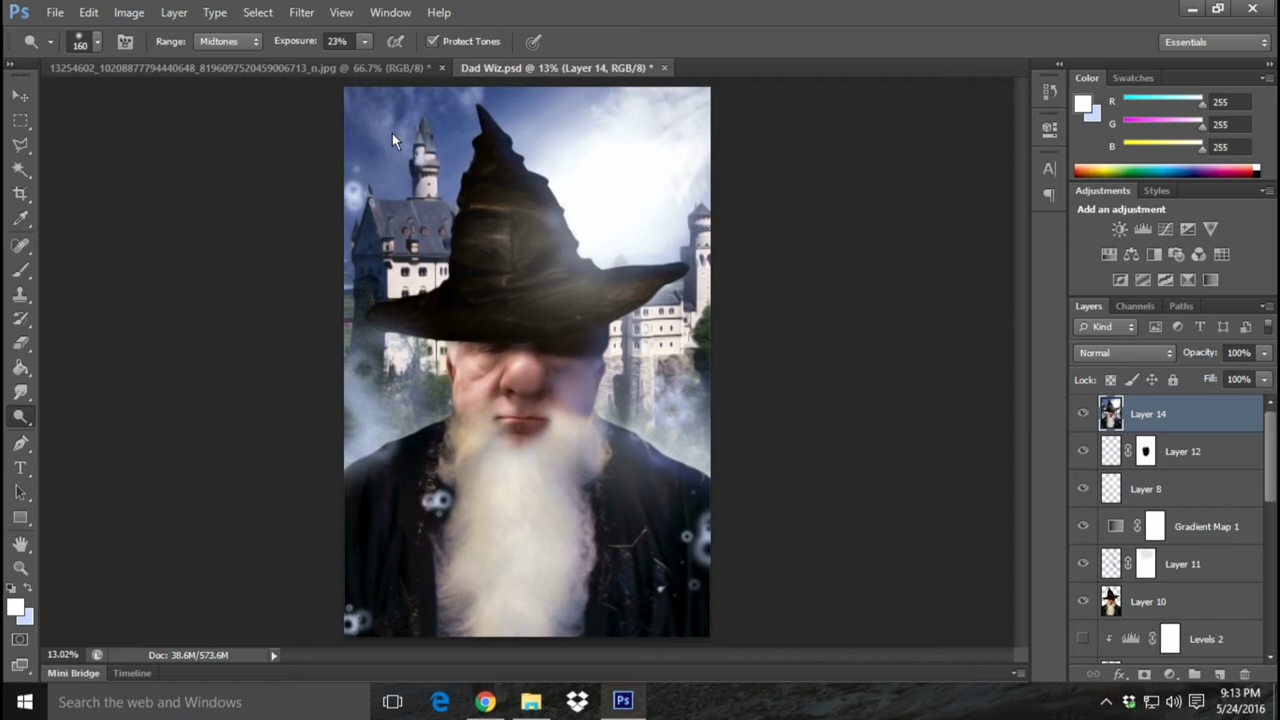 Ps File Edit Image Layer Type Select Filter View Window Help
160 Range: Midtones Exposure: 23% Protect Tones Essentials
13254602_10208877794440648_8196097520459006713_n.jpg @ 66.7% (RGB/8) * × Dad Wiz.psd @ 13% (Layer 14, RGB/8) * ×
Color Swatches
R 255
G 255
B 255
Adjustments Styles
Add an adjustment
Layers Channels Paths
Kind
Normal Opacity: 100%
Lock: Fill: 100%
Layer 14
Layer 12
Layer 8
Gradient Map 1
Layer 11
Layer 10
Levels 2
13.02% Doc: 38.6M/573.6M
Mini Bridge Timeline
Search the web and Windows
9:13 PM
5/24/2016